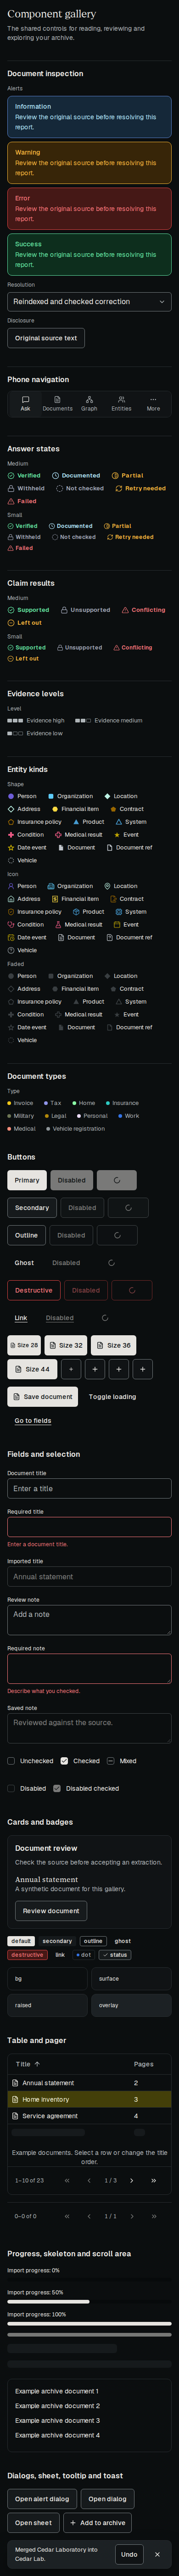 Component gallery
The shared controls for reading, reviewing and
exploring your archive.
Document inspection
Alerts
Information
Review the original source before resolving this
report.
Warning
Review the original source before resolving this
report.
Error
Review the original source before resolving this
report.
Success
Review the original source before resolving this
report.
Resolution
Reindexed and checked correction
Disclosure
Original source text
Phone navigation
Ask Documents Graph Entities More
Answer states
Medium
Verified Documented Partial
Withheld Not checked Retry needed
Failed
Small
Verified Documented Partial
Withheld Not checked Retry needed
Failed
Claim results
Medium
Supported Unsupported Conflicting
Left out
Small
Supported Unsupported Conflicting
Left out
Evidence levels
Level
Evidence high Evidence medium
Evidence low
Entity kinds
Shape
Person Organization Location
Address Financial item Contract
Insurance policy Product System
Condition Medical result Event
Date event Document Document ref
Vehicle
Icon
Person Organization Location
Address Financial item Contract
Insurance policy Product System
Condition Medical result Event
Date event Document Document ref
Vehicle
Faded
Person Organization Location
Address Financial item Contract
Insurance policy Product System
Condition Medical result Event
Date event Document Document ref
Vehicle
Document types
Type
Invoice Tax Home Insurance
Military Legal Personal Work
Medical Vehicle registration
Buttons
Primary Disabled
Secondary Disabled
Outline Disabled
Ghost Disabled
Destructive Disabled
Link Disabled
Size 28 Size 32 Size 36
Size 44
Save document Toggle loading
Go to fields
Fields and selection
Document title
Enter a title
Required title
Enter a document title.
Imported title
Annual statement
Review note
Add a note
Required note
Describe what you checked.
Saved note
Reviewed against the source.
Unchecked Checked Mixed
Disabled Disabled checked
Cards and badges
Document review
Check the source before accepting an extraction.
Annual statement
A synthetic document for this gallery.
Review document
default secondary outline ghost
destructive link dot status
bg surface
raised overlay
Table and pager
Title Pages
Annual statement 2
Home inventory 3
Service agreement 4
Example documents. Select a row or change the title
order.
1–10 of 23 1 / 3
0–0 of 0 1 / 1
Progress, skeleton and scroll area
Import progress: 0%
Import progress: 50%
Import progress: 100%
Example archive document 1
Example archive document 2
Example archive document 3
Example archive document 4
Dialogs, sheet, tooltip and toast
Open alert dialog Open dialog
Open sheet Add to archive
Merged Cedar Laboratory into
Cedar Lab.
Undo